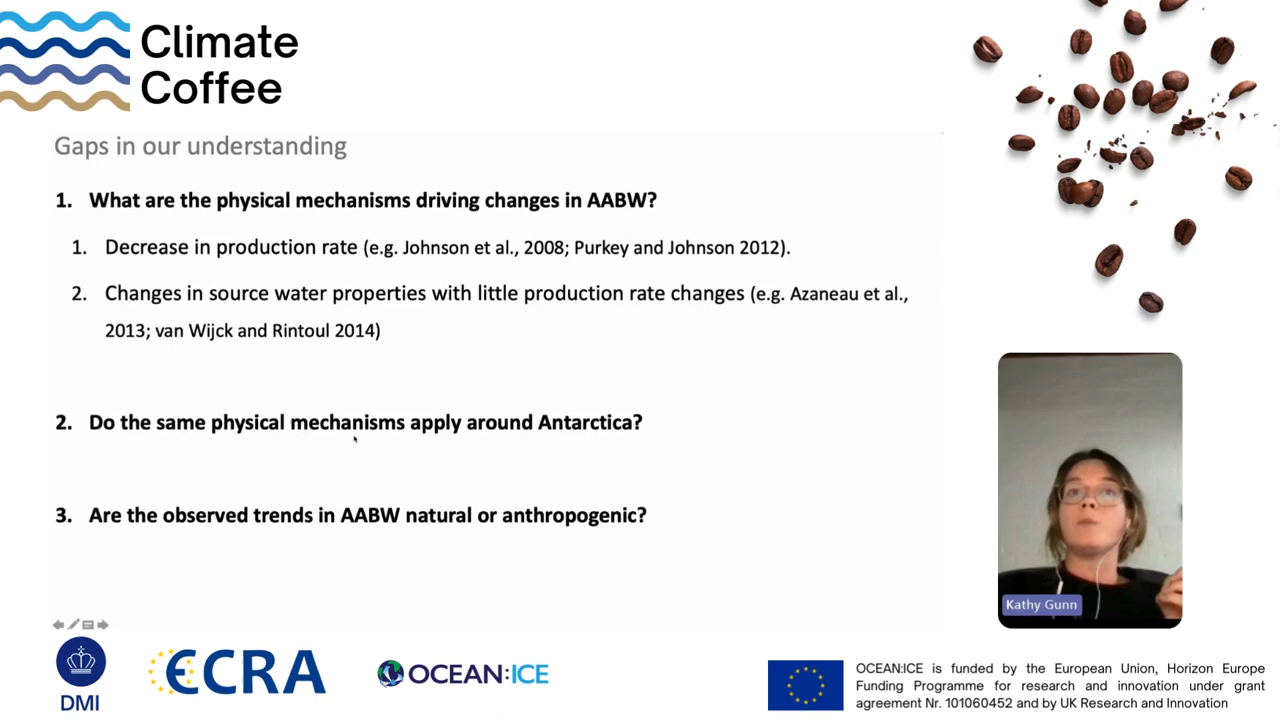 Climate
Coffee
Gaps in our understanding
1. What are the physical mechanisms driving changes in AABW?
1. Decrease in production rate (e.g. Johnson et al., 2008; Purkey and Johnson 2012).
2. Changes in source water properties with little production rate changes (e.g. Azaneau et al.,
2013; van Wijck and Rintoul 2014)
2. Do the same physical mechanisms apply around Antarctica?
3. Are the observed trends in AABW natural or anthropogenic?
Kathy Gunn
DMI
ECRA
OCEAN:ICE
OCEAN:ICE is funded by the European Union, Horizon Europe
Funding Programme for research and innovation under grant
agreement Nr. 101060452 and by UK Research and Innovation